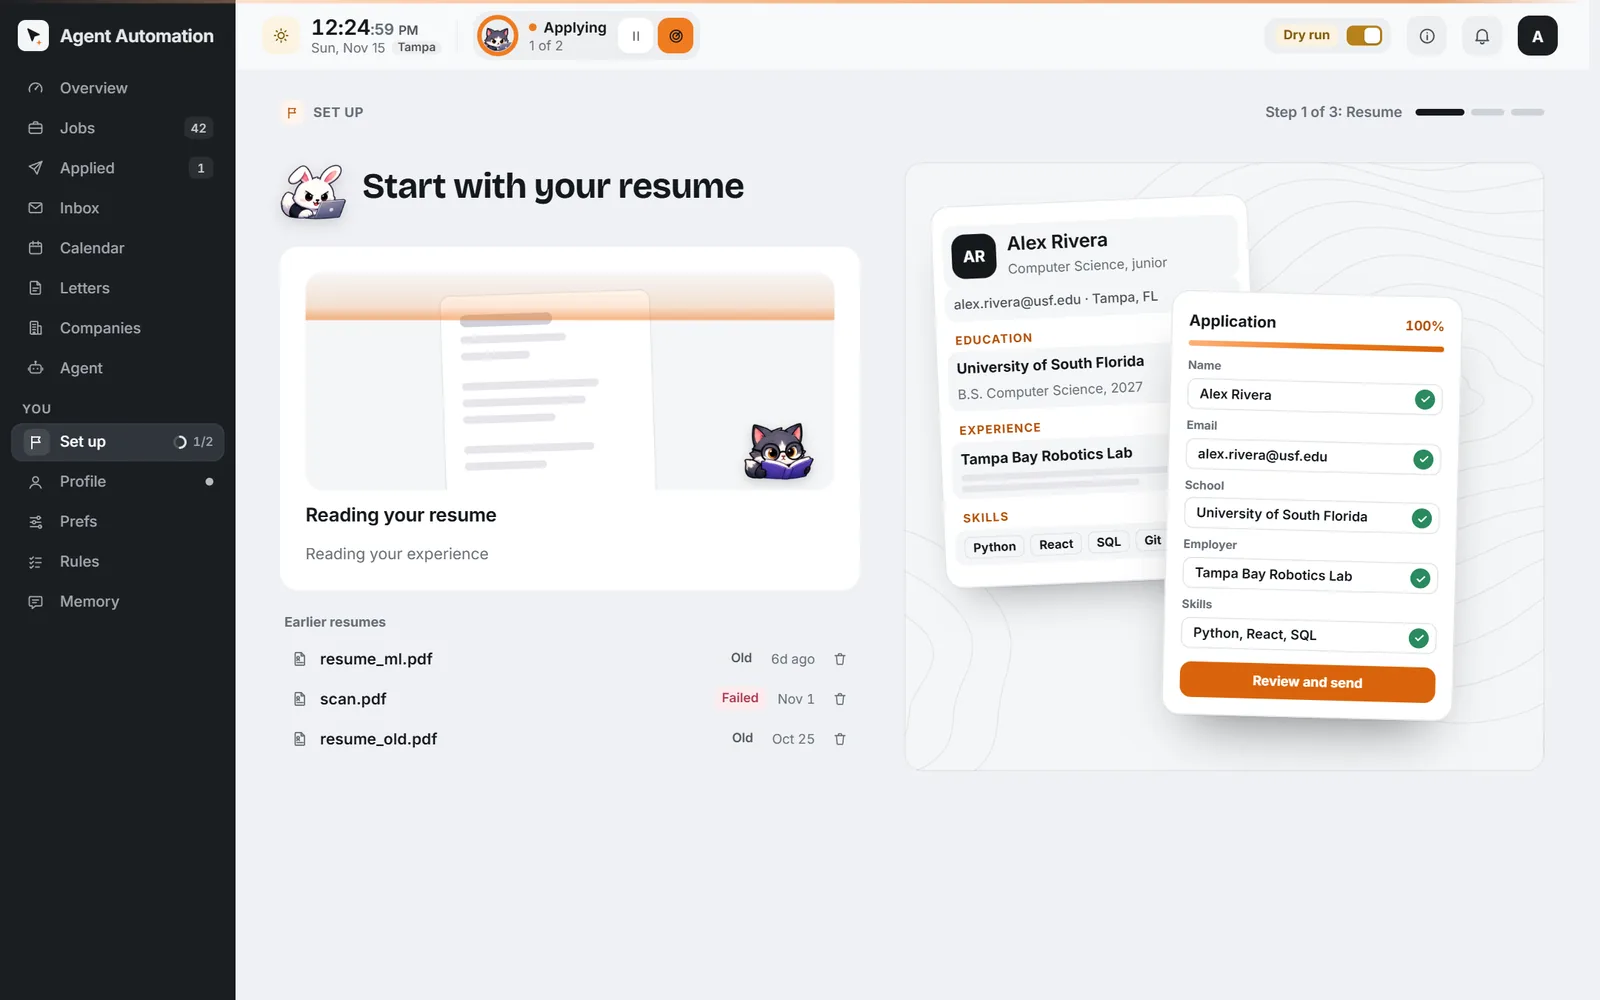 Agent Automation
Overview
Jobs 42
Applied 1
Inbox
Calendar
Letters
Companies
Agent
YOU
Set up 1/2
Profile
Prefs
Rules
Memory
12:24:59 PM
Sun, Nov 15 Tampa
Applying
1 of 2
Dry run
A
SET UP
Step 1 of 3: Resume
Start with your resume
Reading your resume
Reading your experience
Earlier resumes
resume_ml.pdf Old 6d ago
scan.pdf Failed Nov 1
resume_old.pdf Old Oct 25
AR
Alex Rivera
Computer Science, junior
alex.rivera@usf.edu · Tampa, FL
EDUCATION
University of South Florida
B.S. Computer Science, 2027
EXPERIENCE
Tampa Bay Robotics Lab
SKILLS
Python React SQL Git
Application 100%
Name
Alex Rivera
Email
alex.rivera@usf.edu
School
University of South Florida
Employer
Tampa Bay Robotics Lab
Skills
Python, React, SQL
Review and send